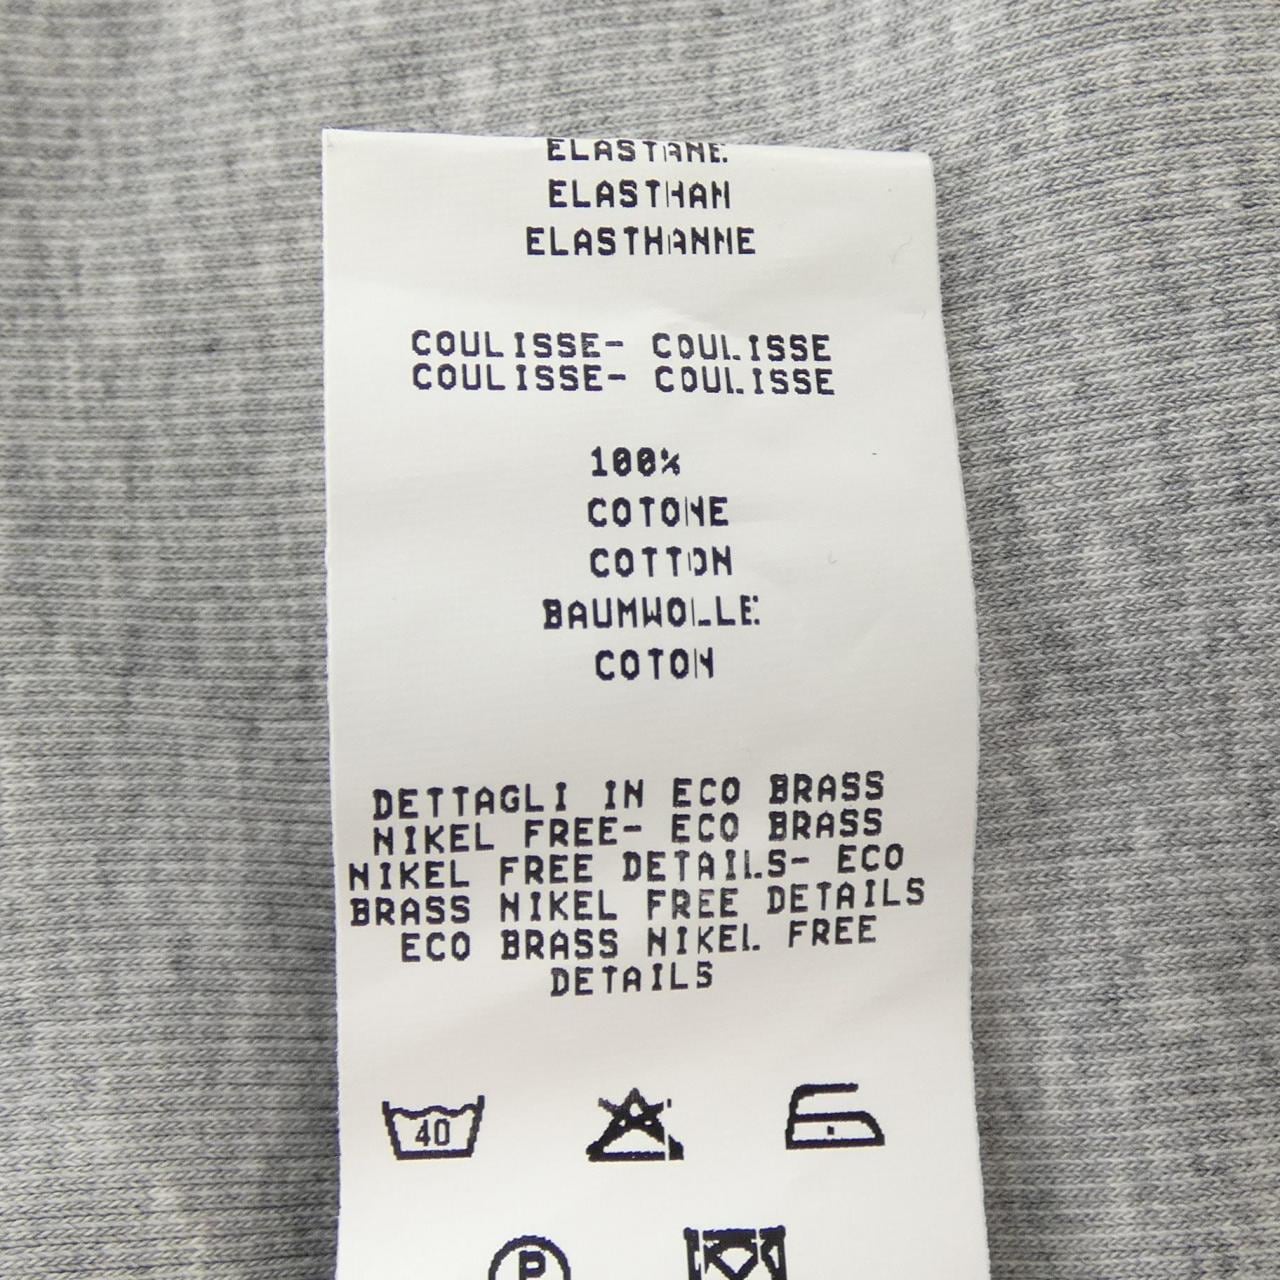 ELASTANE
ELASTHAN
ELASTHANNE
COULISSE- COULISSE
COULISSE- COULISSE
100%
COTONE
COTTON
BAUMWOLLE
COTON
DETTAGLI IN ECO BRASS
NIKEL FREE- ECO BRASS
NIKEL FREE DETAILS- ECO
BRASS NIKEL FREE DETAILS
ECO BRASS NIKEL FREE
DETAILS
40
P